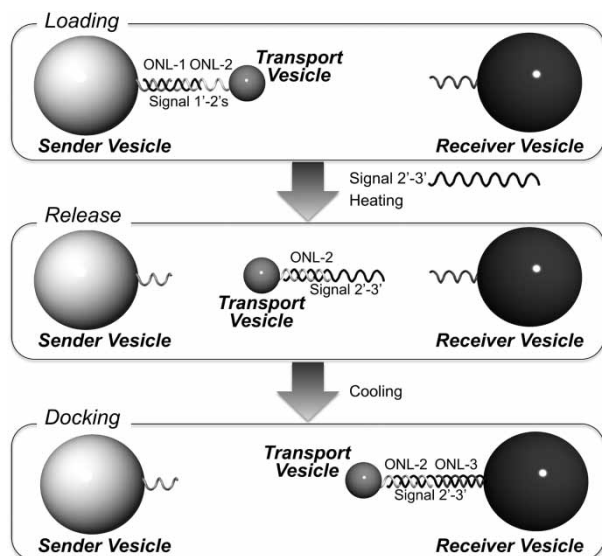 Loading
ONL-1 ONL-2
Transport
Vesicle
Signal 1'-2's
Sender Vesicle
Receiver Vesicle
Signal 2'-3'
Heating
Release
ONL-2
Signal 2'-3'
Transport
Vesicle
Sender Vesicle
Receiver Vesicle
Cooling
Docking
Transport
Vesicle
ONL-2 ONL-3
Signal 2'-3'
Sender Vesicle
Receiver Vesicle